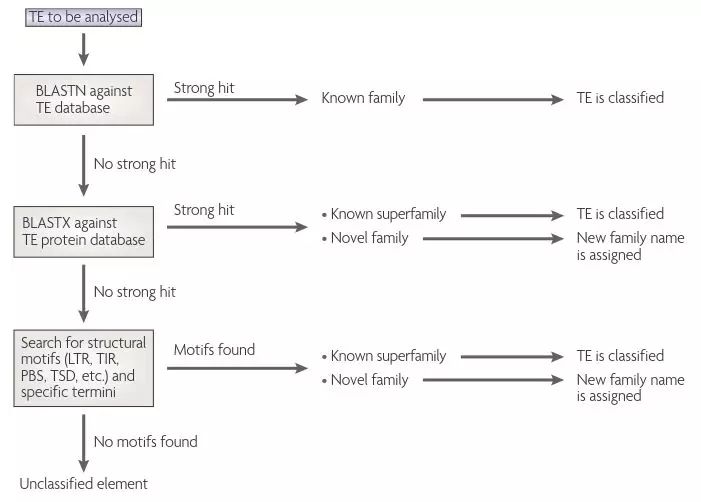 TE to be analysed
BLASTN against
TE database
Strong hit
Known family
TE is classified
No strong hit
BLASTX against
TE protein database
Strong hit
• Known superfamily
TE is classified
• Novel family
New family name
is assigned
No strong hit
Search for structural
motifs (LTR, TIR,
PBS, TSD, etc.) and
specific termini
Motifs found
• Known superfamily
TE is classified
• Novel family
New family name
is assigned
No motifs found
Unclassified element